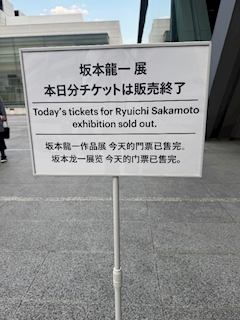 坂本龍一 展
本日分チケットは販売終了
Today's tickets for Ryuichi Sakamoto
exhibition sold out.
坂本龍一作品展 今天的門票已售完。
坂本龙一展览 今天的门票已售完。